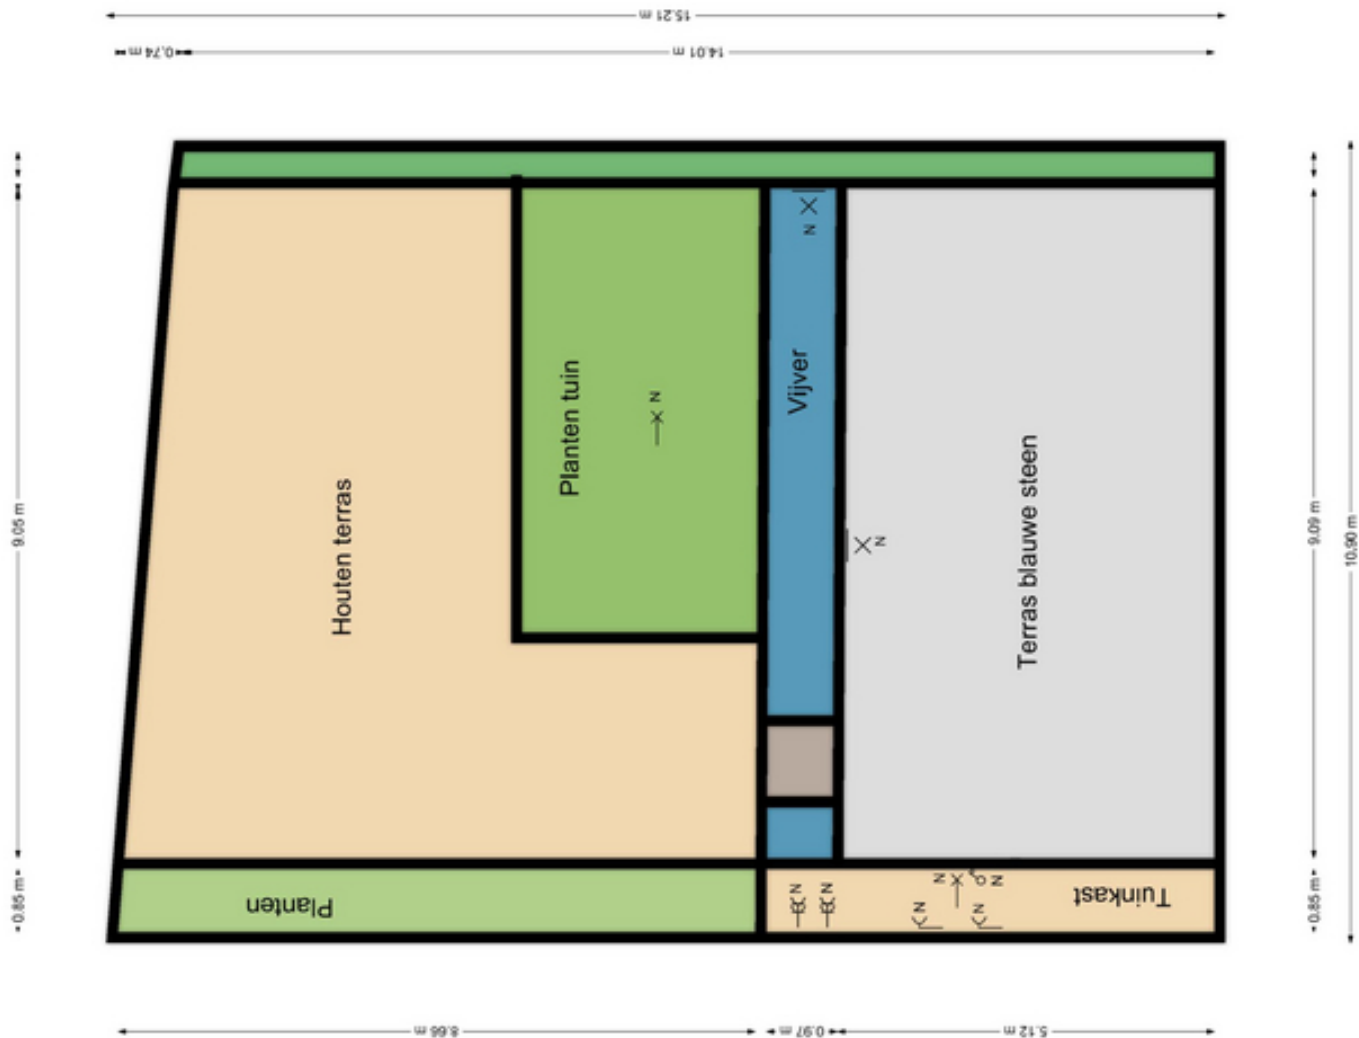 15.21 m
0.74 m
14.01 m
N
Planten tuin
N
Vijver
Houten terras
Terras blauwe steen
N
9.05 m
9.09 m
10.90 m
0.85 m
Planten
N
N
N
N
N
N
Tuinkast
0.85 m
8.66 m
0.97 m
5.12 m